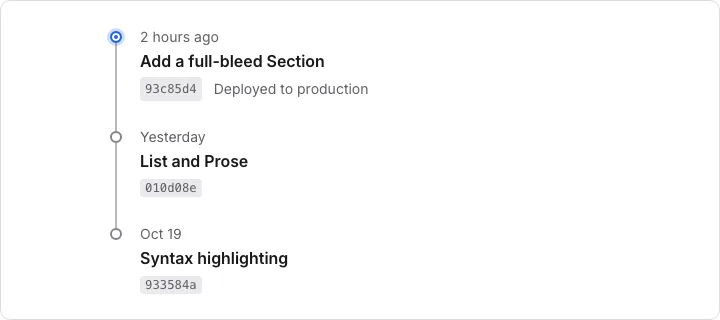 2 hours ago
Add a full-bleed Section
93c85d4 Deployed to production
Yesterday
List and Prose
010d08e
Oct 19
Syntax highlighting
933584a